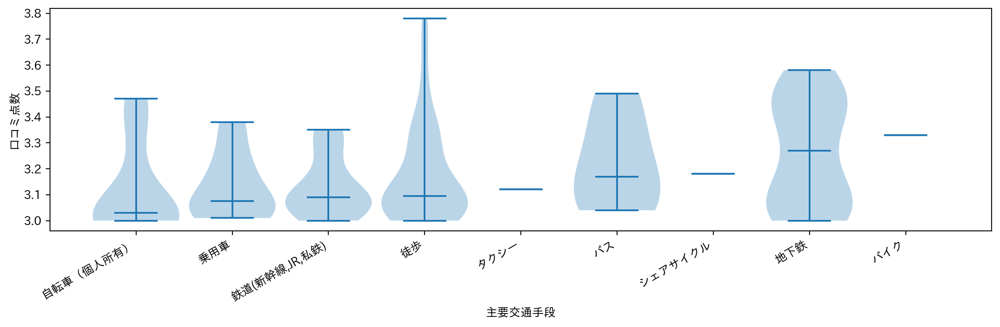 3.8
3.7
3.6
3.5
3.4
3.3
3.2
3.1
3.0
口コミ点数
自転車（個人所有）
乗用車
鉄道(新幹線,JR,私鉄)
徒歩
タクシー
バス
シェアサイクル
地下鉄
バイク
主要交通手段